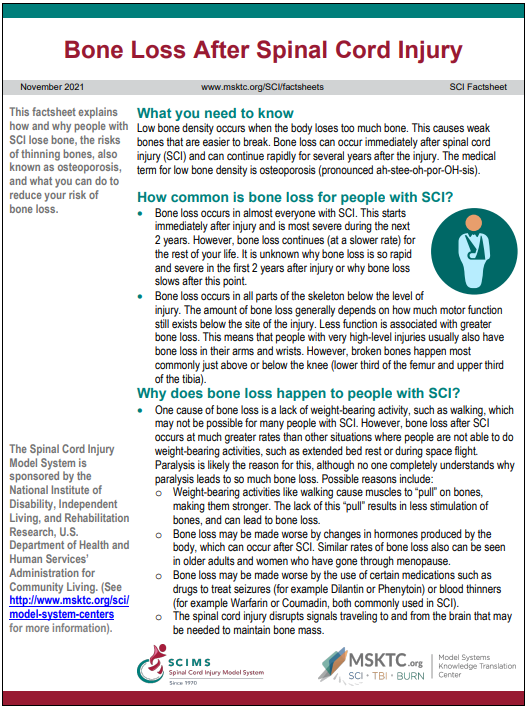 Bone Loss After Spinal Cord Injury
November 2021
www.msktc.org/SCI/factsheets
SCI Factsheet
This factsheet explains
how and why people with
SCI lose bone, the risks
of thinning bones, also
known as osteoporosis,
and what you can do to
reduce your risk of
bone loss.
What you need to know
Low bone density occurs when the body loses too much bone. This causes weak
bones that are easier to break. Bone loss can occur immediately after spinal cord
injury (SCI) and can continue rapidly for several years after the injury. The medical
term for low bone density is osteoporosis (pronounced ah-stee-oh-por-OH-sis).
How common is bone loss for people with SCI?
• Bone loss occurs in almost everyone with SCI. This starts
immediately after injury and is most severe during the next
2 years. However, bone loss continues (at a slower rate) for
the rest of your life. It is unknown why bone loss is so rapid
and severe in the first 2 years after injury or why bone loss
slows after this point.
• Bone loss occurs in all parts of the skeleton below the level of
injury. The amount of bone loss generally depends on how much motor function
still exists below the site of the injury. Less function is associated with greater
bone loss. This means that people with very high-level injuries usually also have
bone loss in their arms and wrists. However, broken bones happen most
commonly just above or below the knee (lower third of the femur and upper third
of the tibia).
Why does bone loss happen to people with SCI?
• One cause of bone loss is a lack of weight-bearing activity, such as walking, which
may not be possible for many people with SCI. However, bone loss after SCI
occurs at much greater rates than other situations where people are not able to do
weight-bearing activities, such as extended bed rest or during space flight.
Paralysis is likely the reason for this, although no one completely understands why
paralysis leads to so much bone loss. Possible reasons include:
o Weight-bearing activities like walking cause muscles to “pull” on bones,
making them stronger. The lack of this “pull” results in less stimulation of
bones, and can lead to bone loss.
o Bone loss may be made worse by changes in hormones produced by the
body, which can occur after SCI. Similar rates of bone loss also can be seen
in older adults and women who have gone through menopause.
o Bone loss may be made worse by the use of certain medications such as
drugs to treat seizures (for example Dilantin or Phenytoin) or blood thinners
(for example Warfarin or Coumadin, both commonly used in SCI).
o The spinal cord injury disrupts signals traveling to and from the brain that may
be needed to maintain bone mass.
The Spinal Cord Injury
Model System is
sponsored by the
National Institute of
Disability, Independent
Living, and Rehabilitation
Research, U.S.
Department of Health and
Human Services’
Administration for
Community Living. (See
http://www.msktc.org/sci/
model-system-centers
for more information).
SCIMS
Spinal Cord Injury Model System
Since 1970
MSKTC.org
SCI • TBI • BURN
Model Systems
Knowledge Translation
Center